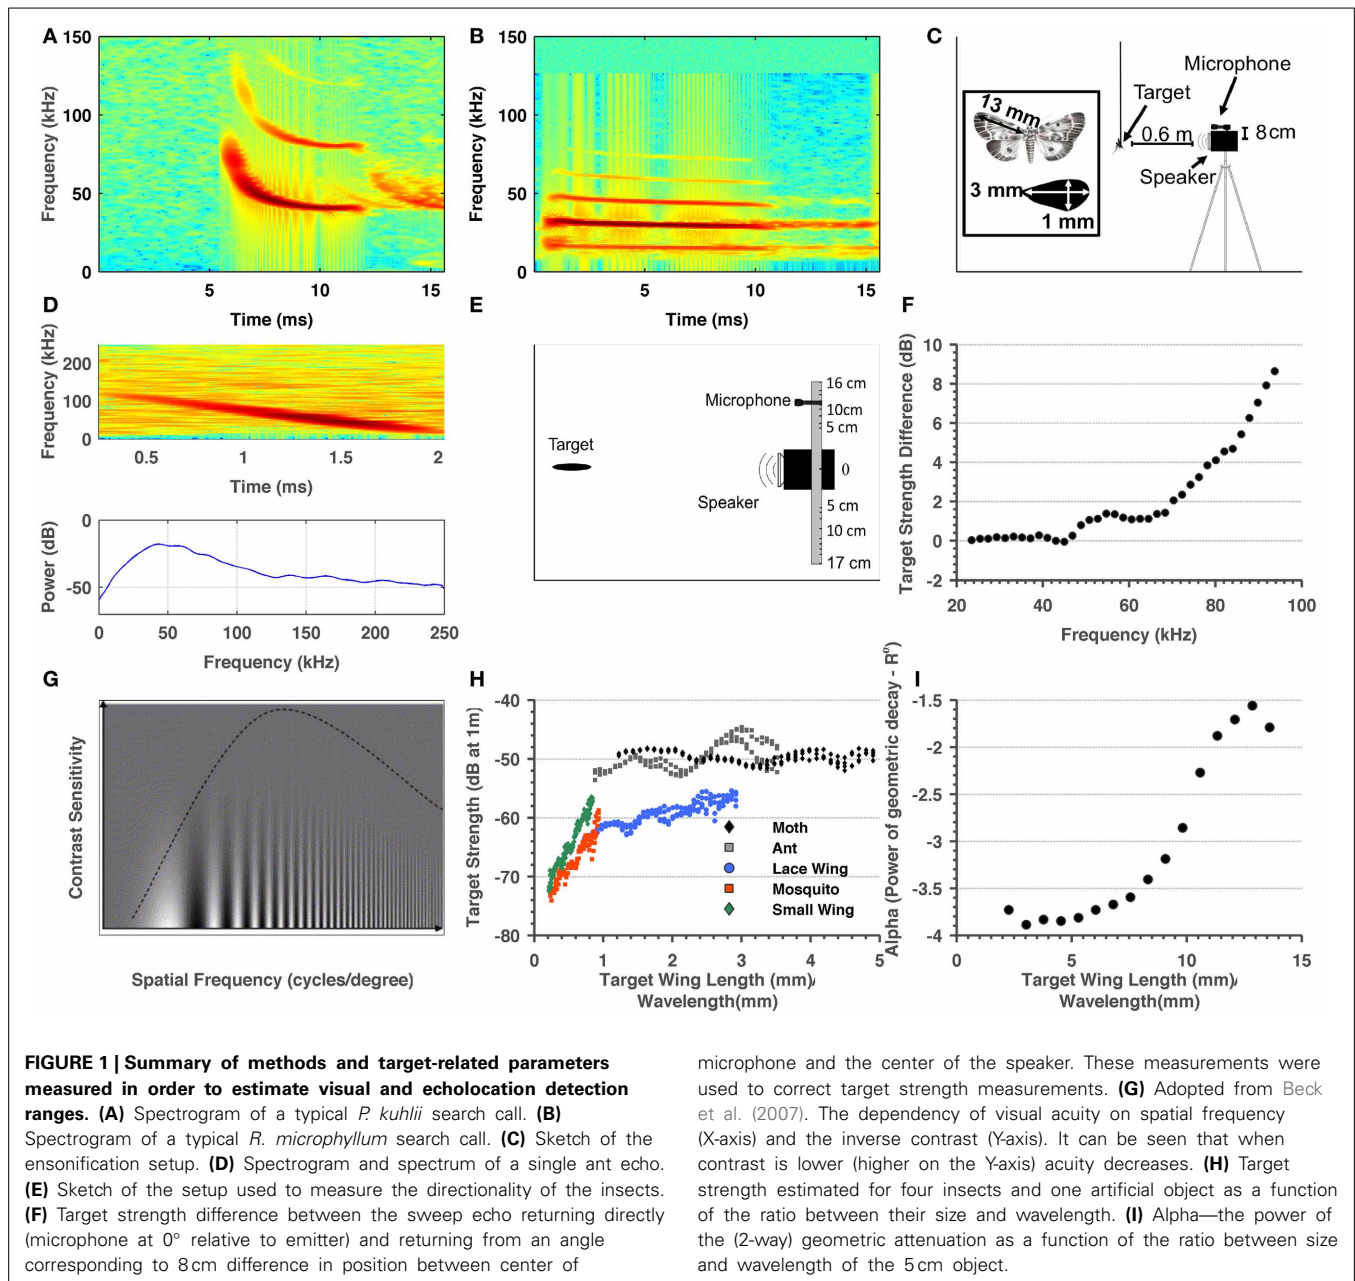 A
150
100
50
0
Frequency (kHz)
5
10
15
Time (ms)
B
150
100
50
0
Frequency (kHz)
5
10
15
Time (ms)
C
Microphone
Target
13 mm
0.6 m
8cm
Speaker
3 mm
1 mm
D
Frequency (kHz)
200
100
0
0.5
1
1.5
2
Time (ms)
Power (dB)
0
-50
0
50
100
150
200
250
Frequency (kHz)
E
16 cm
Microphone
10cm
5 cm
Target
0
Speaker
5 cm
10 cm
17 cm
F
Target Strength Difference (dB)
10
8
6
4
2
0
-2
20
40
60
80
100
Frequency (kHz)
G
Contrast Sensitivity
Spatial Frequency (cycles/degree)
H
Target Strength (dB at 1m)
-40
-50
-60
-70
-80
Moth
Ant
Lace Wing
Mosquito
Small Wing
0
1
2
3
4
5
Target Wing Length (mm)/
Wavelength(mm)
I
Alpha (Power of geometric decay - Rα)
-1.5
-2
-2.5
-3
-3.5
-4
0
5
10
15
Target Wing Length (mm)/
Wavelength(mm)
FIGURE 1 | Summary of methods and target-related parameters
measured in order to estimate visual and echolocation detection
ranges. (A) Spectrogram of a typical P. kuhlii search call. (B)
Spectrogram of a typical R. microphyllum search call. (C) Sketch of the
ensonification setup. (D) Spectrogram and spectrum of a single ant echo.
(E) Sketch of the setup used to measure the directionality of the insects.
(F) Target strength difference between the sweep echo returning directly
(microphone at 0° relative to emitter) and returning from an angle
corresponding to 8 cm difference in position between center of
microphone and the center of the speaker. These measurements were
used to correct target strength measurements. (G) Adopted from Beck
et al. (2007). The dependency of visual acuity on spatial frequency
(X-axis) and the inverse contrast (Y-axis). It can be seen that when
contrast is lower (higher on the Y-axis) acuity decreases. (H) Target
strength estimated for four insects and one artificial object as a function
of the ratio between their size and wavelength. (I) Alpha—the power of
the (2-way) geometric attenuation as a function of the ratio between size
and wavelength of the 5 cm object.